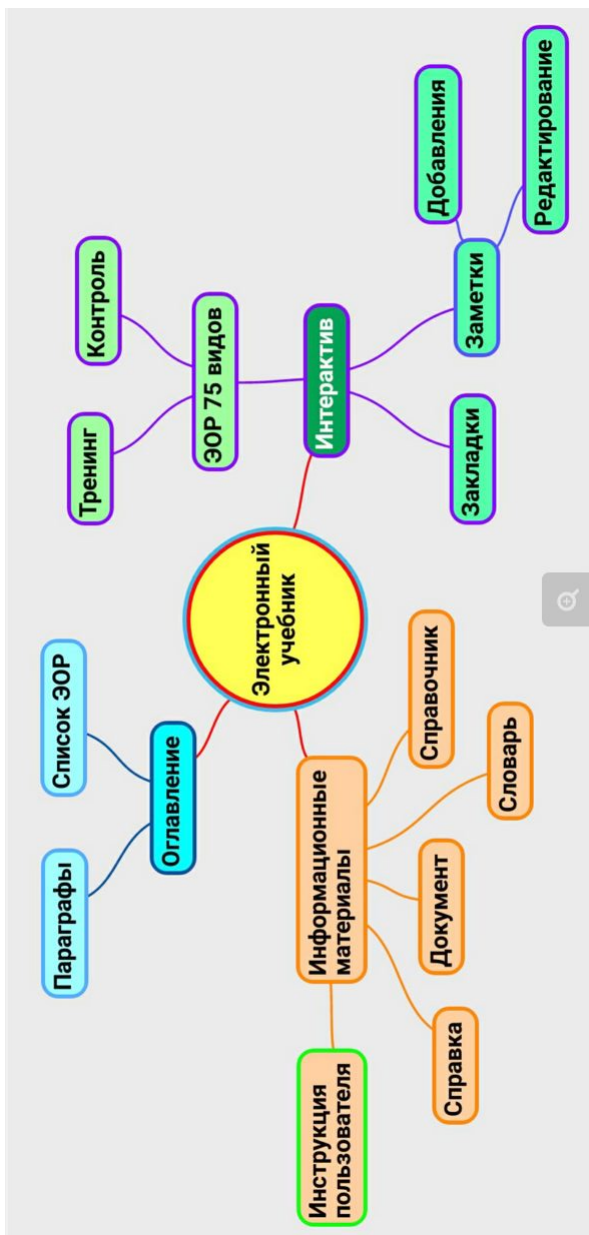 Параграфы
Список ЭОР
Оглавление
Тренинг
Контроль
ЭОР 75 видов
Электронный
учебник
Интерактив
Инструкция
пользователя
Информационные
материалы
Справка
Документ
Словарь
Справочник
Закладки
Заметки
Добавления
Редактирование